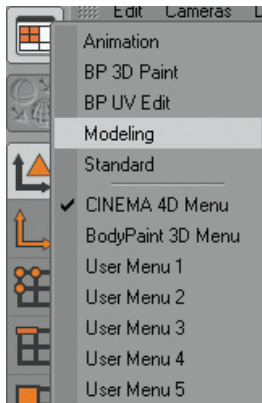 Edit Cameras
Animation
BP 3D Paint
BP UV Edit
Modeling
Standard
CINEMA 4D Menu
BodyPaint 3D Menu
User Menu 1
User Menu 2
User Menu 3
User Menu 4
User Menu 5